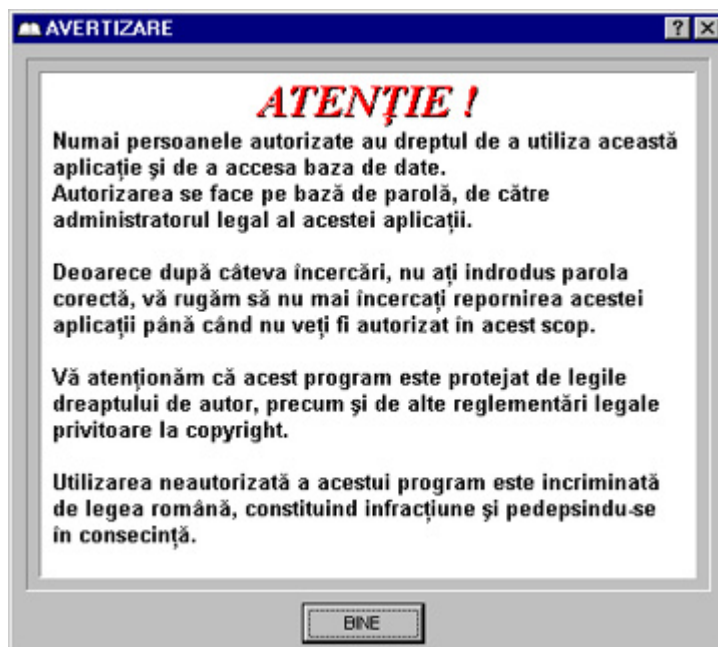 AVERTIZARE
ATENȚIE !
Numai persoanele autorizate au dreptul de a utiliza această
aplicație și de a accesa baza de date.
Autorizarea se face pe bază de parolă, de către
administratorul legal al acestei aplicații.
Deoarece după câteva încercări, nu ați indrodus parola
corectă, vă rugăm să nu mai încercați repornirea acestei
aplicații până când nu veți fi autorizat în acest scop.
Vă atenționăm că acest program este protejat de legile
dreaptului de autor, precum și de alte reglementări legale
privitoare la copyright.
Utilizarea neautorizată a acestui program este incriminată
de legea română, constituind infracțiune și pedepsindu-se
în consecință.
BINE